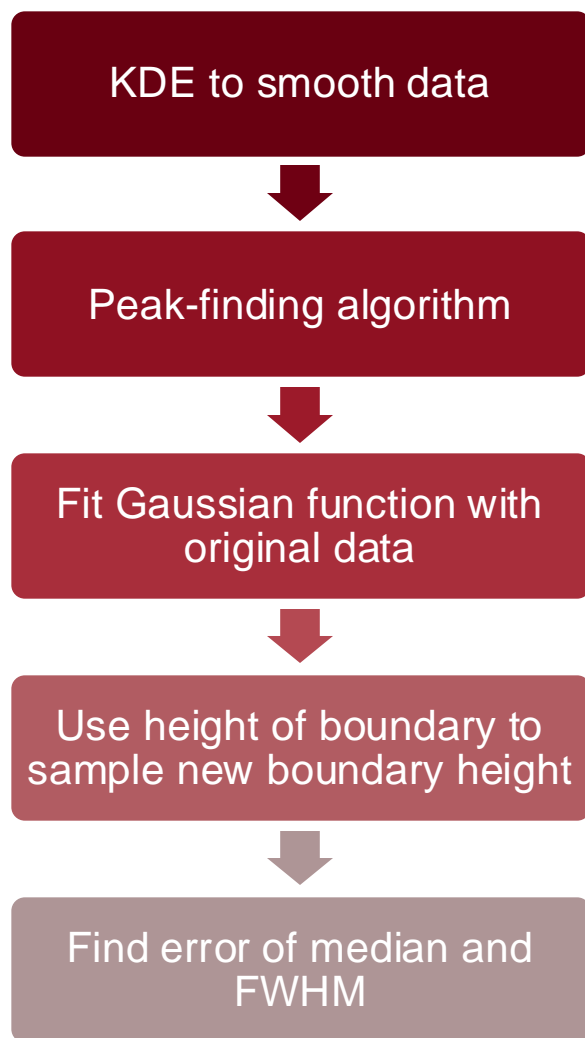 KDE to smooth data
Peak-finding algorithm
Fit Gaussian function with
original data
Use height of boundary to
sample new boundary height
Find error of median and
FWHM